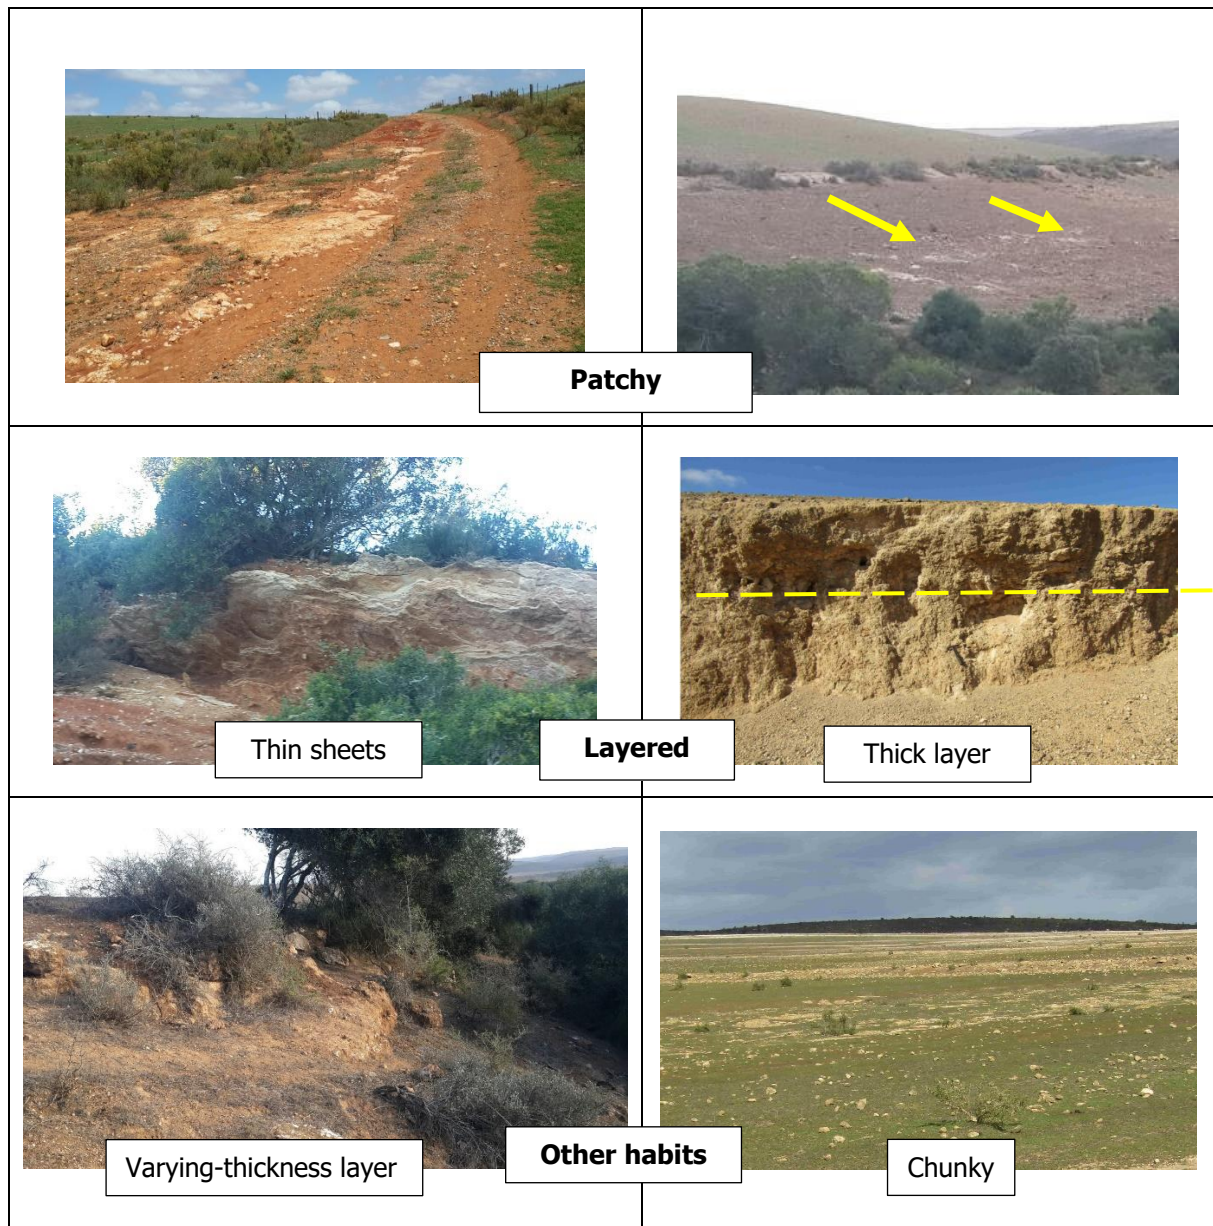 Patchy
Thin sheets
Layered
Thick layer
Varying-thickness layer
Other habits
Chunky